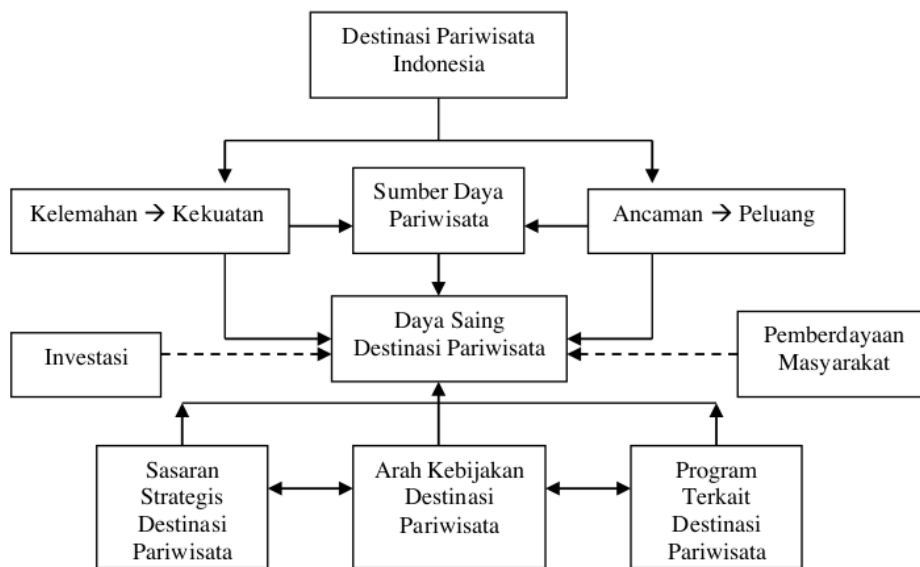 Destinasi Pariwisata
Indonesia
Kelemahan → Kekuatan
Sumber Daya
Pariwisata
Ancaman → Peluang
Daya Saing
Destinasi Pariwisata
Investasi
Pemberdayaan
Masyarakat
Sasaran
Strategis
Destinasi
Pariwisata
Arah Kebijakan
Destinasi
Pariwisata
Program
Terkait
Destinasi
Pariwisata